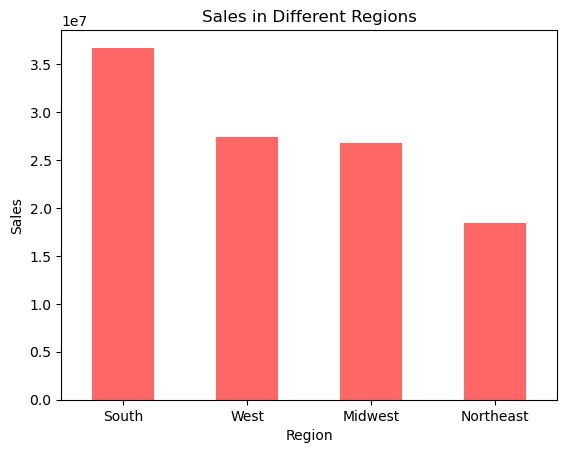 Sales in Different Regions
1e7
3.5
3.0
2.5
2.0
1.5
1.0
0.5
0.0
Sales
South West Midwest Northeast
Region